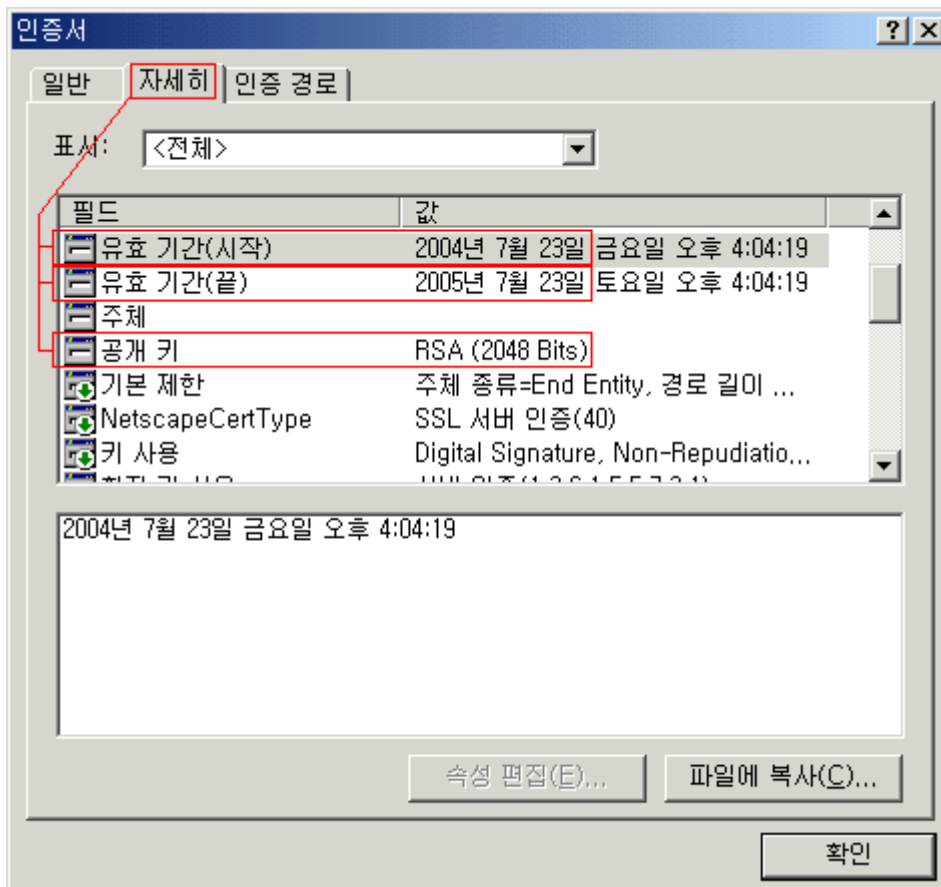 인증서
일반 자세히 인증 경로
표시: <전체>
필드 값
유효 기간(시작) 2004년 7월 23일 금요일 오후 4:04:19
유효 기간(끝) 2005년 7월 23일 토요일 오후 4:04:19
주체
공개 키 RSA (2048 Bits)
기본 제한 주체 종류=End Entity, 경로 길이 ...
NetscapeCertType SSL 서버 인증(40)
키 사용 Digital Signature, Non-Repudiatio...
2004년 7월 23일 금요일 오후 4:04:19
속성 편집(E)... 파일에 복사(C)...
확인